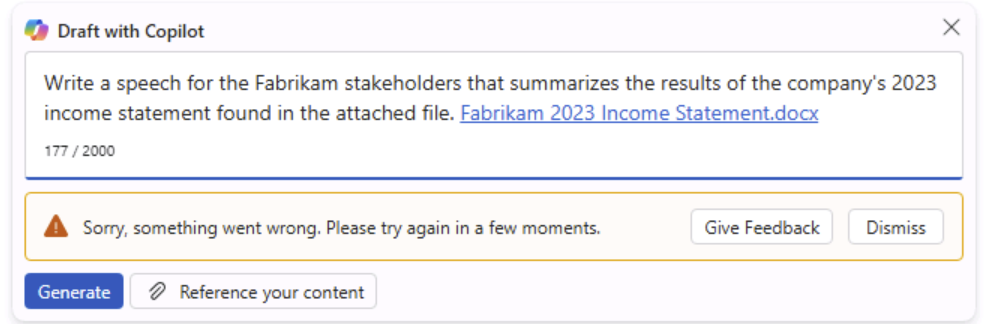 Draft with Copilot
Write a speech for the Fabrikam stakeholders that summarizes the results of the company's 2023
income statement found in the attached file. Fabrikam 2023 Income Statement.docx
177 / 2000
Sorry, something went wrong. Please try again in a few moments. Give Feedback Dismiss
Generate Reference your content